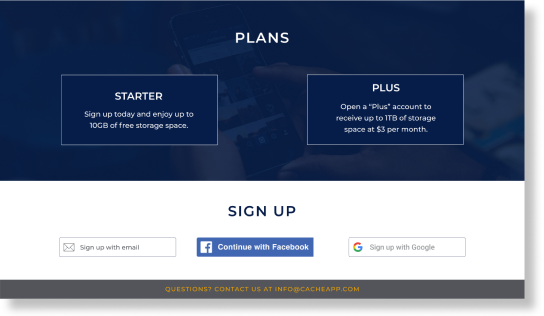 PLANS
STARTER
Sign up today and enjoy up to
10GB of free storage space.
PLUS
Open a “Plus” account to
receive up to 1TB of storage
space at $3 per month.
SIGN UP
Sign up with email
Continue with Facebook
Sign up with Google
QUESTIONS? CONTACT US AT INFO@CACHEAPP.COM